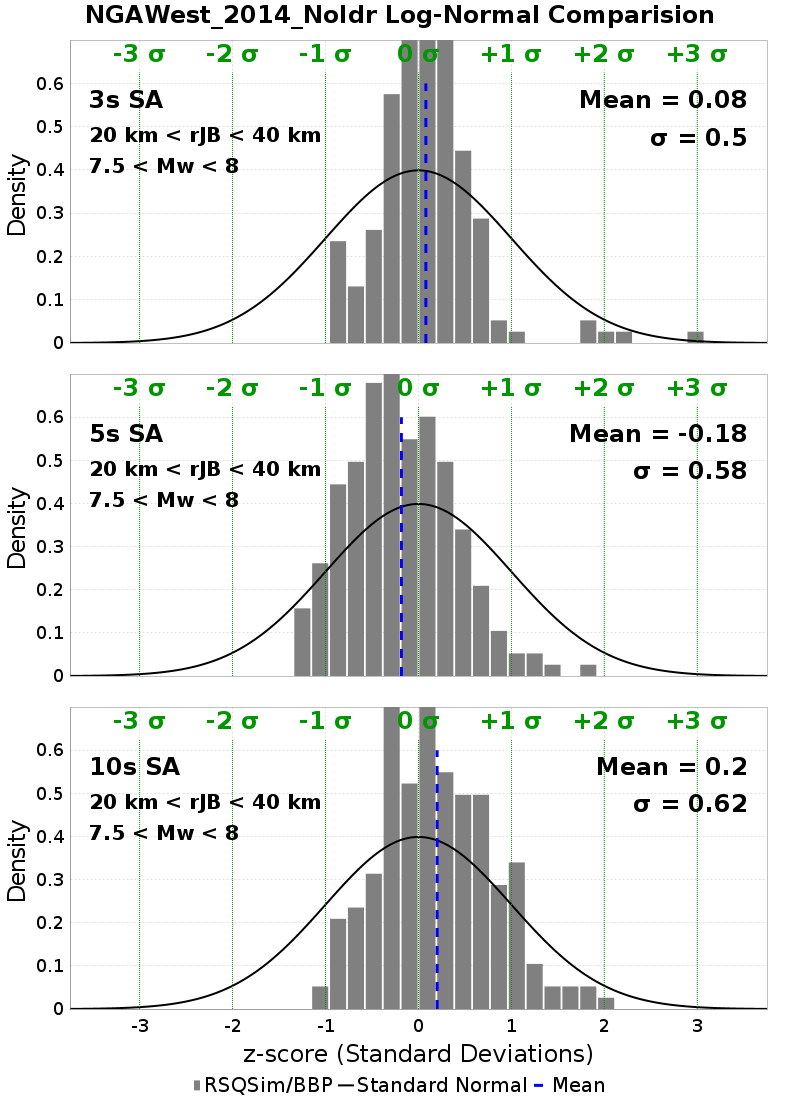 NGAWest_2014_NoIdr Log-Normal Comparision
-3 σ -2 σ -1 σ 0 σ +1 σ +2 σ +3 σ
3s SA
20 km < rJB < 40 km
7.5 < Mw < 8
Mean = 0.08
σ = 0.5
Density
0.6
0.5
0.4
0.3
0.2
0.1
0
-3 σ -2 σ -1 σ 0 σ +1 σ +2 σ +3 σ
5s SA
20 km < rJB < 40 km
7.5 < Mw < 8
Mean = -0.18
σ = 0.58
Density
0.6
0.5
0.4
0.3
0.2
0.1
0
-3 σ -2 σ -1 σ 0 σ +1 σ +2 σ +3 σ
10s SA
20 km < rJB < 40 km
7.5 < Mw < 8
Mean = 0.2
σ = 0.62
Density
0.6
0.5
0.4
0.3
0.2
0.1
0
-3 -2 -1 0 1 2 3
z-score (Standard Deviations)
RSQSim/BBP Standard Normal Mean